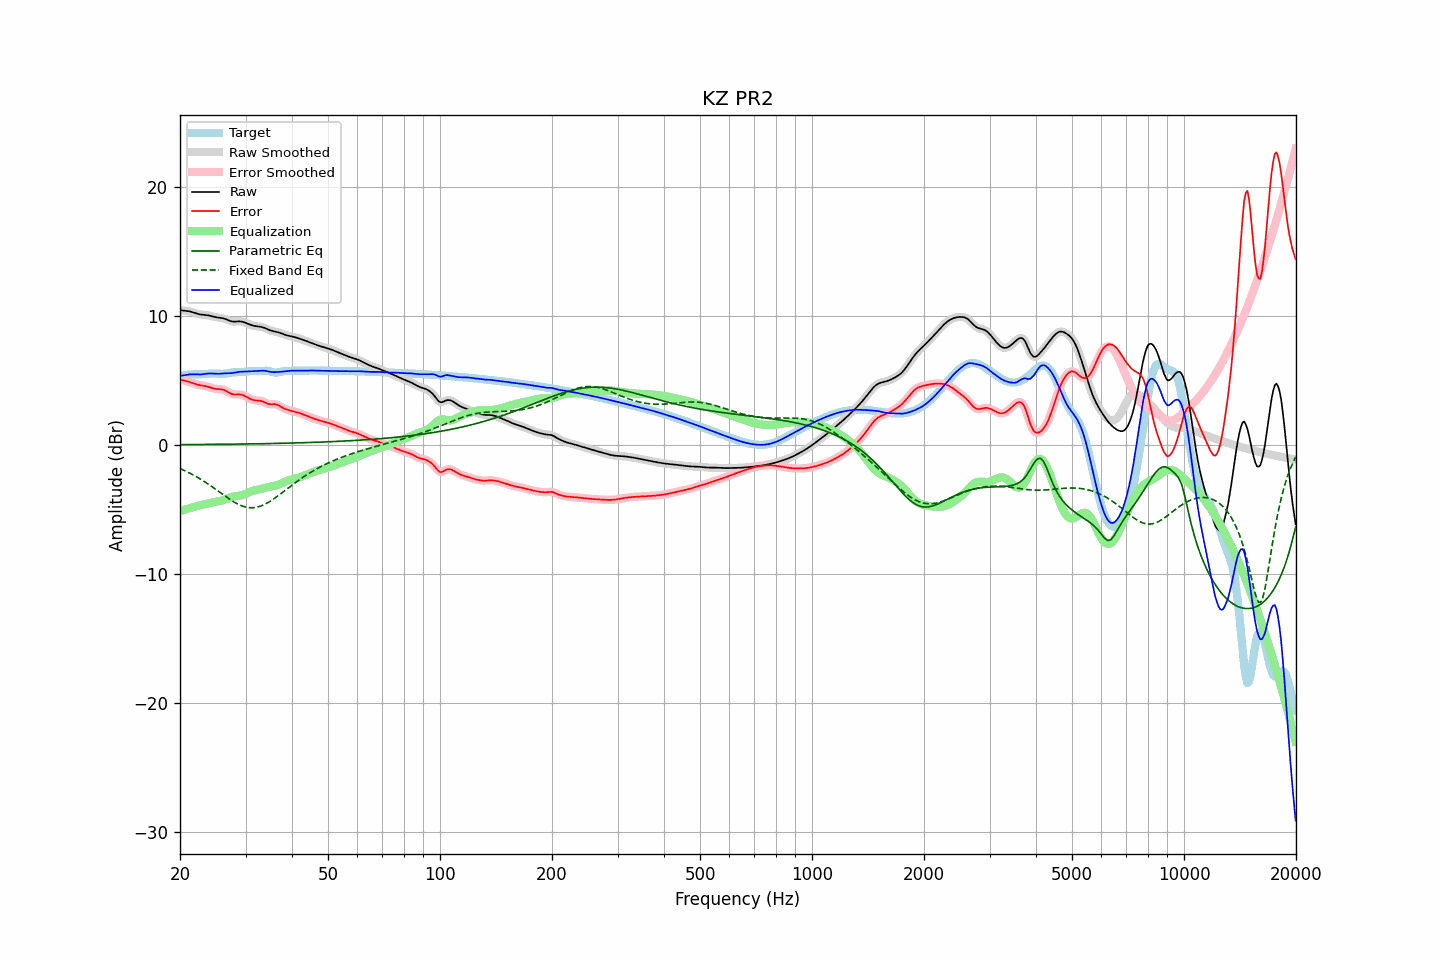 KZ PR2
Target
Raw Smoothed
Error Smoothed
Raw
Error
Equalization
Parametric Eq
Fixed Band Eq
Equalized
Amplitude (dBr)
20
10
0
−10
−20
−30
20 50 100 200 500 1000 2000 5000 10000 20000
Frequency (Hz)